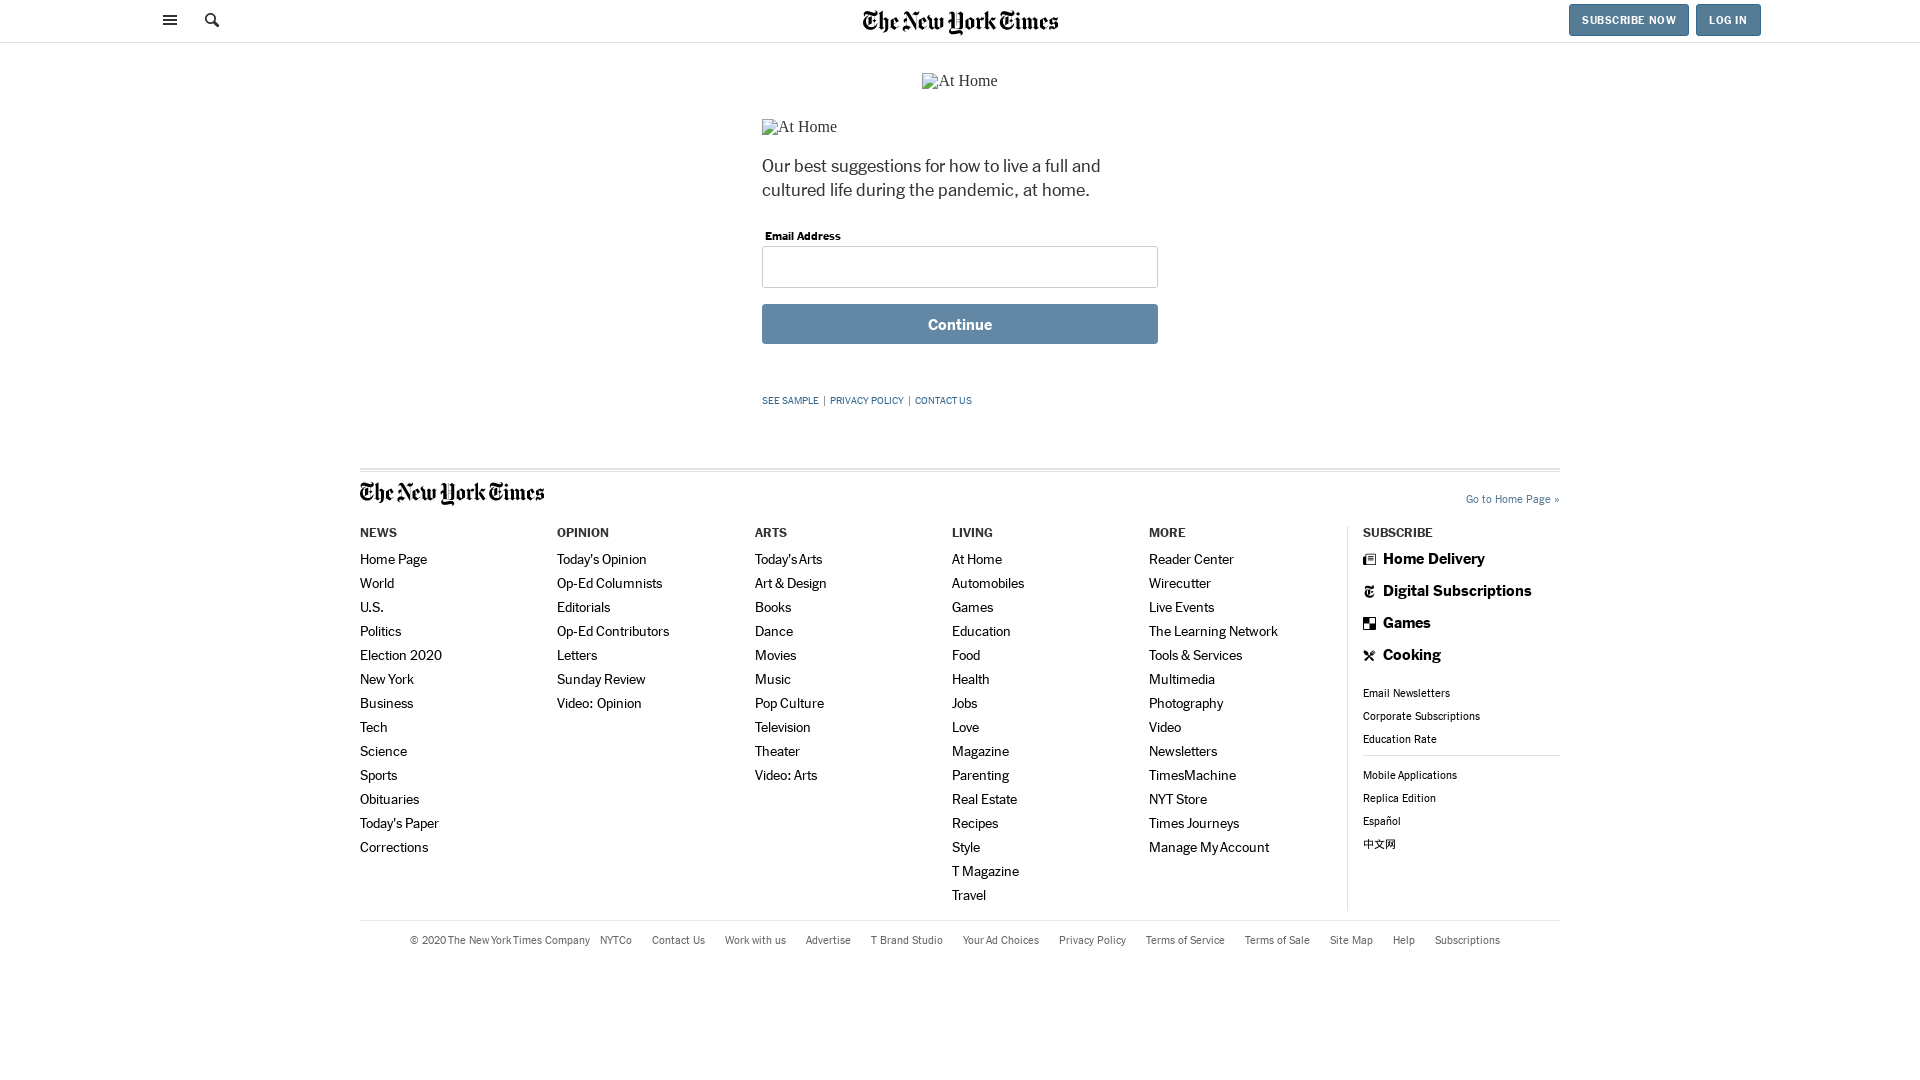 The New York Times
SUBSCRIBE NOW
LOG IN
At Home
At Home
Our best suggestions for how to live a full and
cultured life during the pandemic, at home.
Email Address
Continue
SEE SAMPLE | PRIVACY POLICY | CONTACT US
The New York Times
Go to Home Page »
NEWS
Home Page
World
U.S.
Politics
Election 2020
New York
Business
Tech
Science
Sports
Obituaries
Today's Paper
Corrections
OPINION
Today's Opinion
Op-Ed Columnists
Editorials
Op-Ed Contributors
Letters
Sunday Review
Video: Opinion
ARTS
Today's Arts
Art & Design
Books
Dance
Movies
Music
Pop Culture
Television
Theater
Video: Arts
LIVING
At Home
Automobiles
Games
Education
Food
Health
Jobs
Love
Magazine
Parenting
Real Estate
Recipes
Style
T Magazine
Travel
MORE
Reader Center
Wirecutter
Live Events
The Learning Network
Tools & Services
Multimedia
Photography
Video
Newsletters
TimesMachine
NYT Store
Times Journeys
Manage My Account
SUBSCRIBE
Home Delivery
Digital Subscriptions
Games
Cooking
Email Newsletters
Corporate Subscriptions
Education Rate
Mobile Applications
Replica Edition
Español
中文网
© 2020 The New York Times Company NYTCo Contact Us Work with us Advertise T Brand Studio Your Ad Choices Privacy Policy Terms of Service Terms of Sale Site Map Help Subscriptions